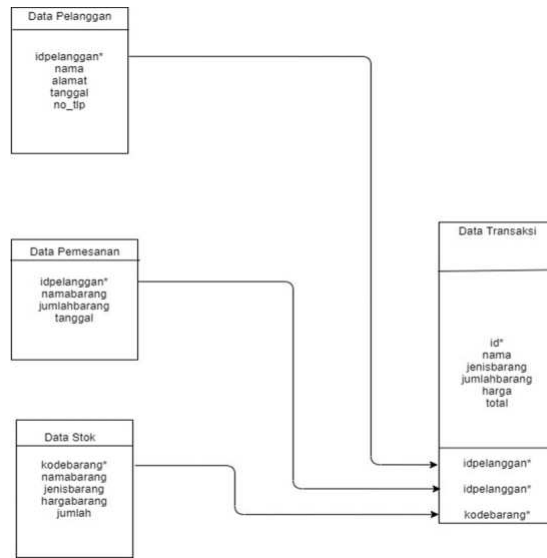 Data Pelanggan
idpelanggan*
nama
alamat
tanggal
no_tlp
Data Pemesanan
idpelanggan*
namabarang
jumlahbarang
tanggal
Data Stok
kodebarang*
namabarang
jenisbarang
hargabarang
jumlah
Data Transaksi
id*
nama
jenisbarang
jumlahbarang
harga
total
idpelanggan*
idpelanggan*
kodebarang*